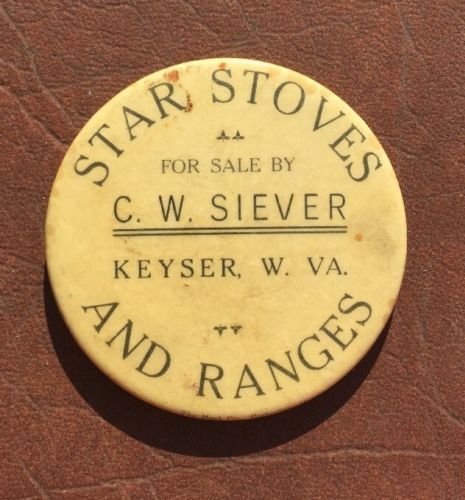 STAR STOVES
FOR SALE BY
C. W. SIEVER
KEYSER, W. VA.
AND RANGES